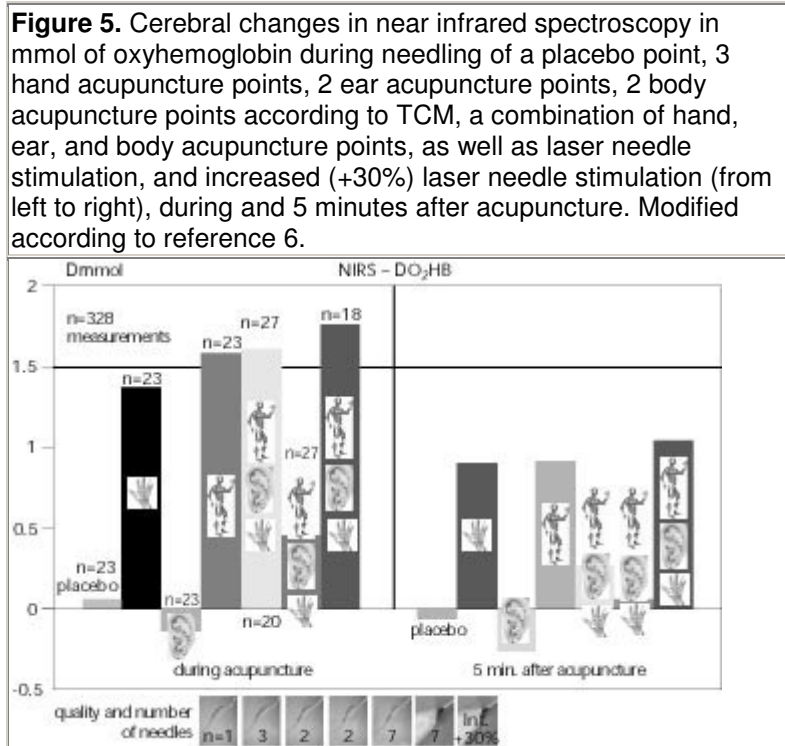 Figure 5. Cerebral changes in near infrared spectroscopy in
mmol of oxyhemoglobin during needling of a placebo point, 3
hand acupuncture points, 2 ear acupuncture points, 2 body
acupuncture points according to TCM, a combination of hand,
ear, and body acupuncture points, as well as laser needle
stimulation, and increased (+30%) laser needle stimulation (from
left to right), during and 5 minutes after acupuncture. Modified
according to reference 6.
Dmmol NIRS – DO₂HB
2
n=328
measurements
n=23
n=27
n=18
1.5
n=23
1
n=27
0.5
n=23
placebo
n=23
0
n=20
placebo
during acupuncture
5 min. after acupuncture
-0.5
quality and number
of needles
n=1 3 2 2 7 7 Int.
+30%